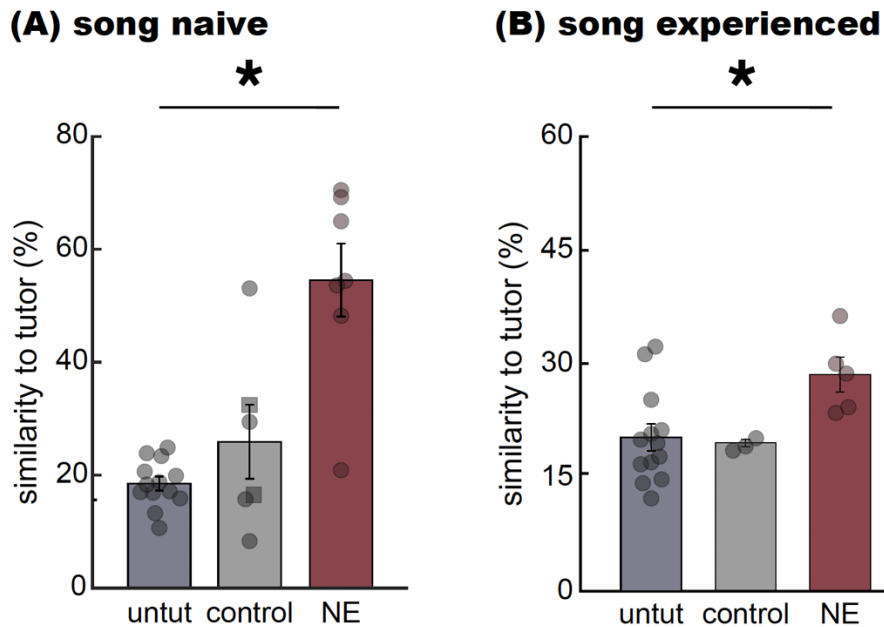 (A) song naive
*
similarity to tutor (%)
80
60
40
20
0
untut control NE
(B) song experienced
*
similarity to tutor (%)
60
45
30
15
0
untut control NE